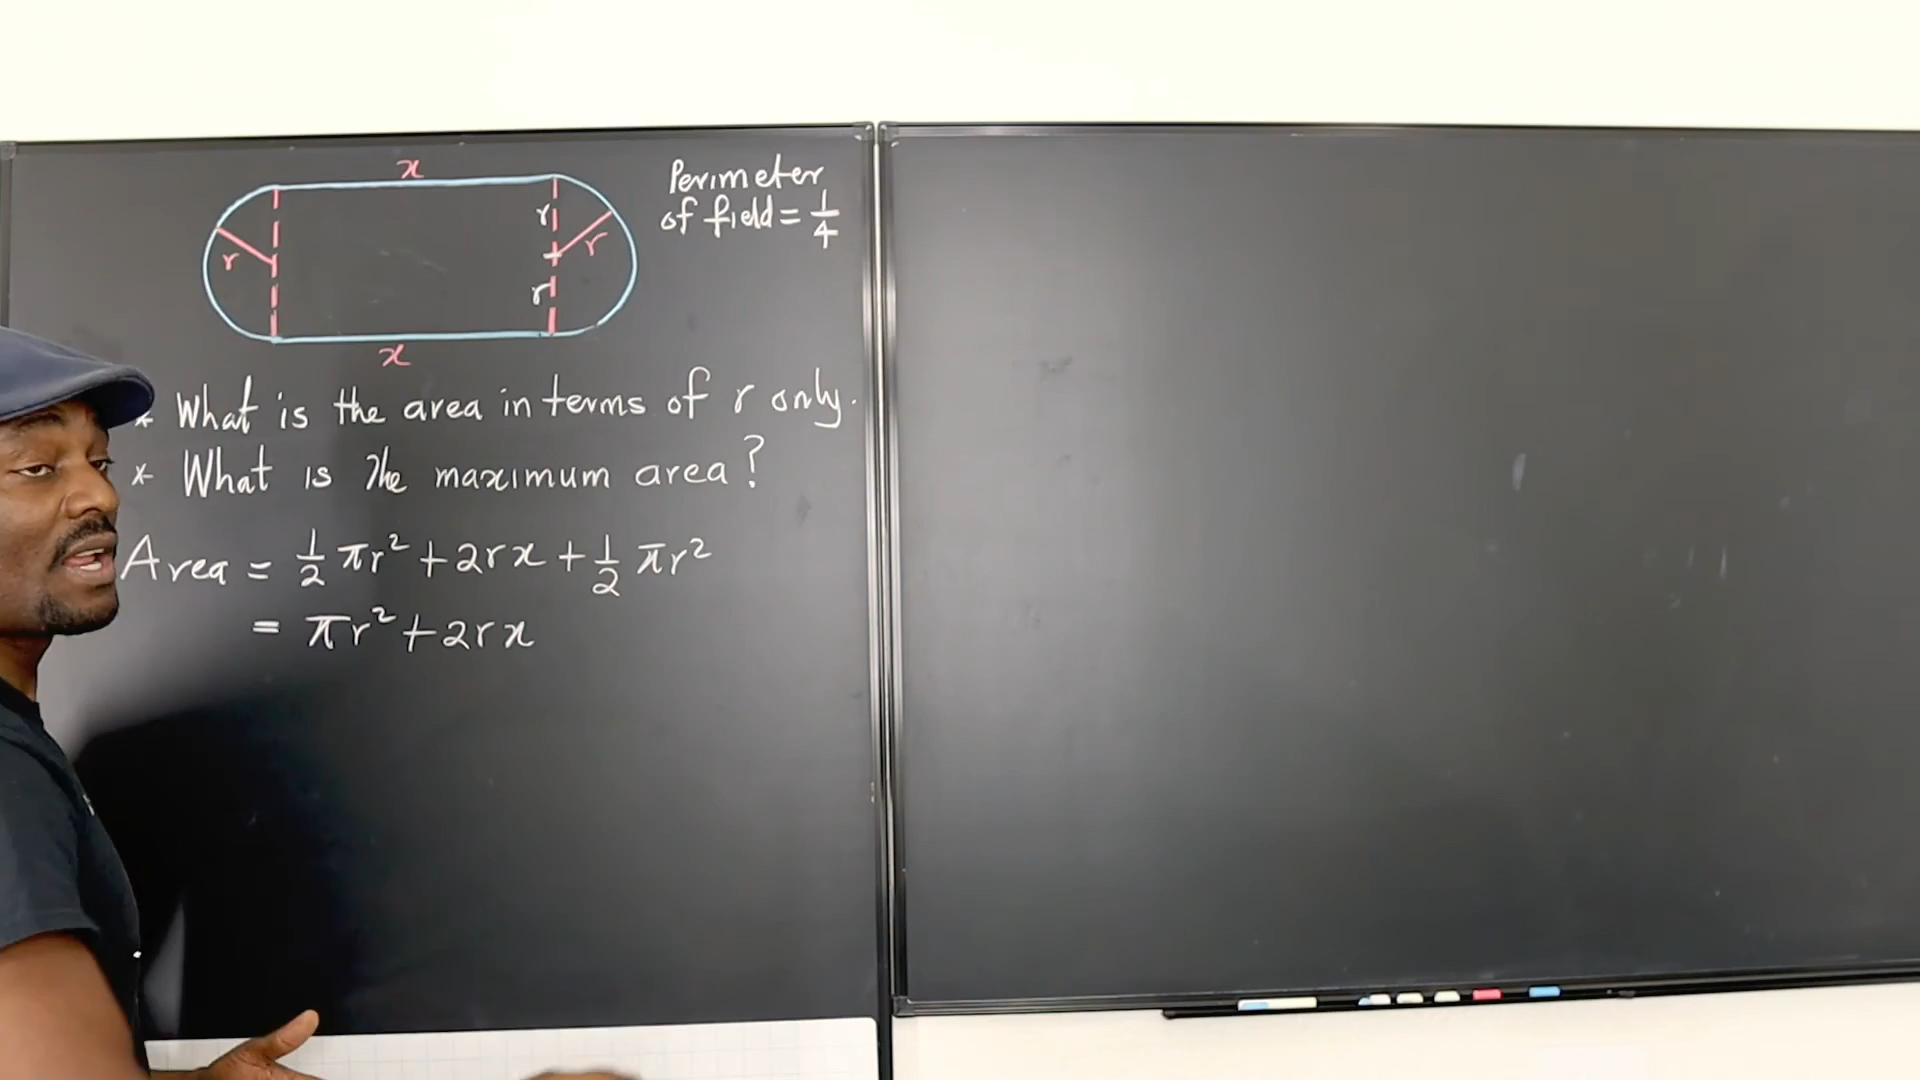 x
Perimeter
of field = 1/4
r
r
r
r
x
* What is the area in terms of r only.
* What is the maximum area?
Area = 1/2 πr² + 2rx + 1/2 πr²
= πr² + 2rx